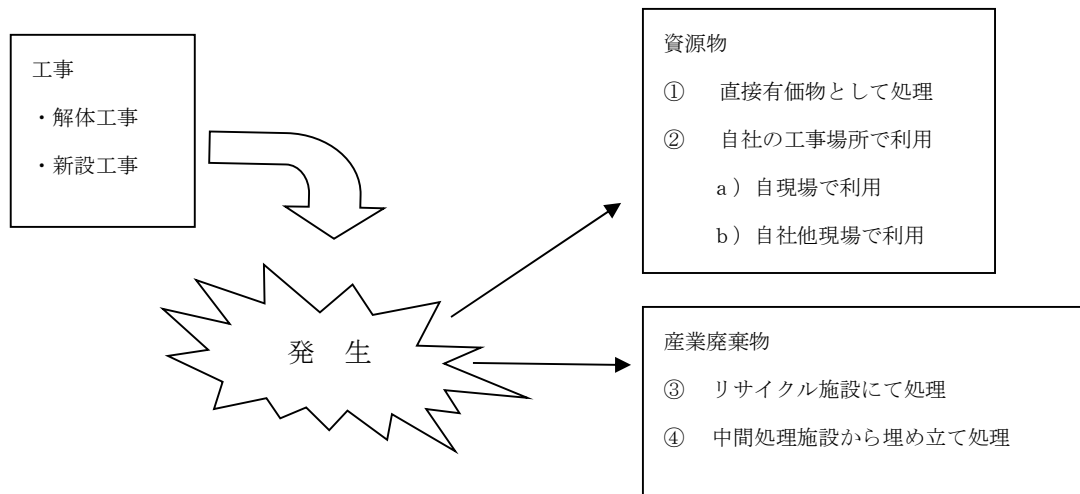 工事
・解体工事
・新設工事
発　生
資源物
①　直接有価物として処理
②　自社の工事場所で利用
a）自現場で利用
b）自社他現場で利用
産業廃棄物
③　リサイクル施設にて処理
④　中間処理施設から埋め立て処理